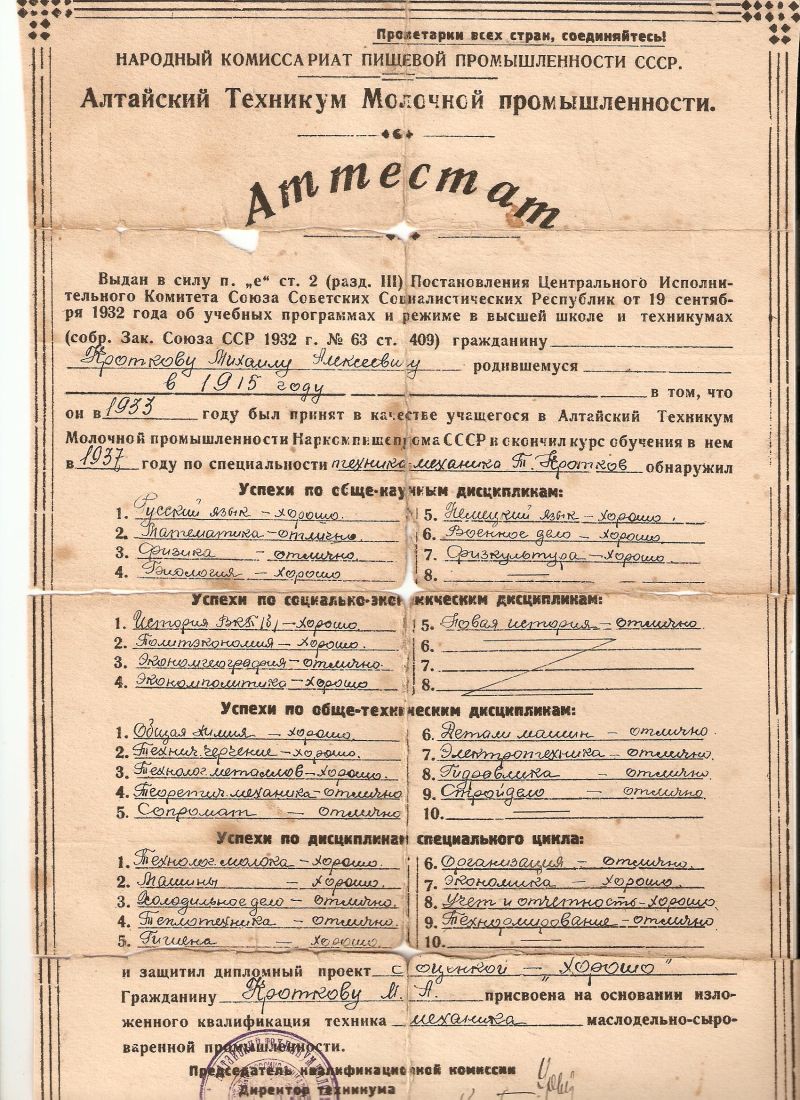 Пролетарии всех стран, соединяйтесь!
НАРОДНЫЙ КОМИССАРИАТ ПИЩЕВОЙ ПРОМЫШЛЕННОСТИ СССР.
Алтайский Техникум Молочной промышленности.
Аттестат
Выдан в силу п. „е“ ст. 2 (разд. III) Постановления Центрального Исполни-
тельного Комитета Союза Советских Социалистических Республик от 19 сентяб-
ря 1932 года об учебных программах и режиме в высшей школе и техникумах
(собр. Зак. Союза ССР 1932 г. № 63 ст. 409) гражданину
Кроткову Михаилу Алексеевичу родившемуся
в 1915 году в том, что
он в 1933 году был принят в качестве учащегося в Алтайский Техникум
Молочной промышленности Наркомпищепрома СССР и окончил курс обучения в нем
в 1937 году по специальности техника-механика Т. Кротков обнаружил
Успехи по обще-научным дисциплинам:
1. Русский язык – хорошо. 5. Немецкий язык – хорошо.
2. Математика – отлично. 6. Военное дело – хорошо.
3. Физика – отлично. 7. Физкультура – хорошо
4. Биология – хорошо 8.
Успехи по социально-экономическим дисциплинам:
1. История ВКП(б) – хорошо. 5. Новая история – отлично
2. Политэкономия – хорошо. 6.
3. Экономгеография – отлично. 7.
4. Экономполитика – хорошо 8.
Успехи по обще-техническим дисциплинам:
1. Общая химия – хорошо. 6. Детали машин – отлично.
2. Технич. черчение – хорошо. 7. Электротехника – отлично.
3. Технолог. металлов – хорошо. 8. Гидравлика – отлично.
4. Теоретич. механика – отлично 9. Стройдело – отлично.
5. Сопромат – отлично 10.
Успехи по дисциплинам специального цикла:
1. Технолог. молока – хорошо. 6. Организация – отлично.
2. Машины – хорошо. 7. Экономика – хорошо.
3. Холодильное дело – отлично. 8. Учет и отчетность – хорошо
4. Теплотехника – отлично. 9. Технормирование – отлично
5. Гигиена – хорошо 10.
и защитил дипломный проект с оценкой – „хорошо“
Гражданину Кроткову М. А. присвоена на основании изло-
женного квалификация техника механика маслодельно-сыро-
варенной промышленности.
Председатель квалификационной комиссии
Директор техникума